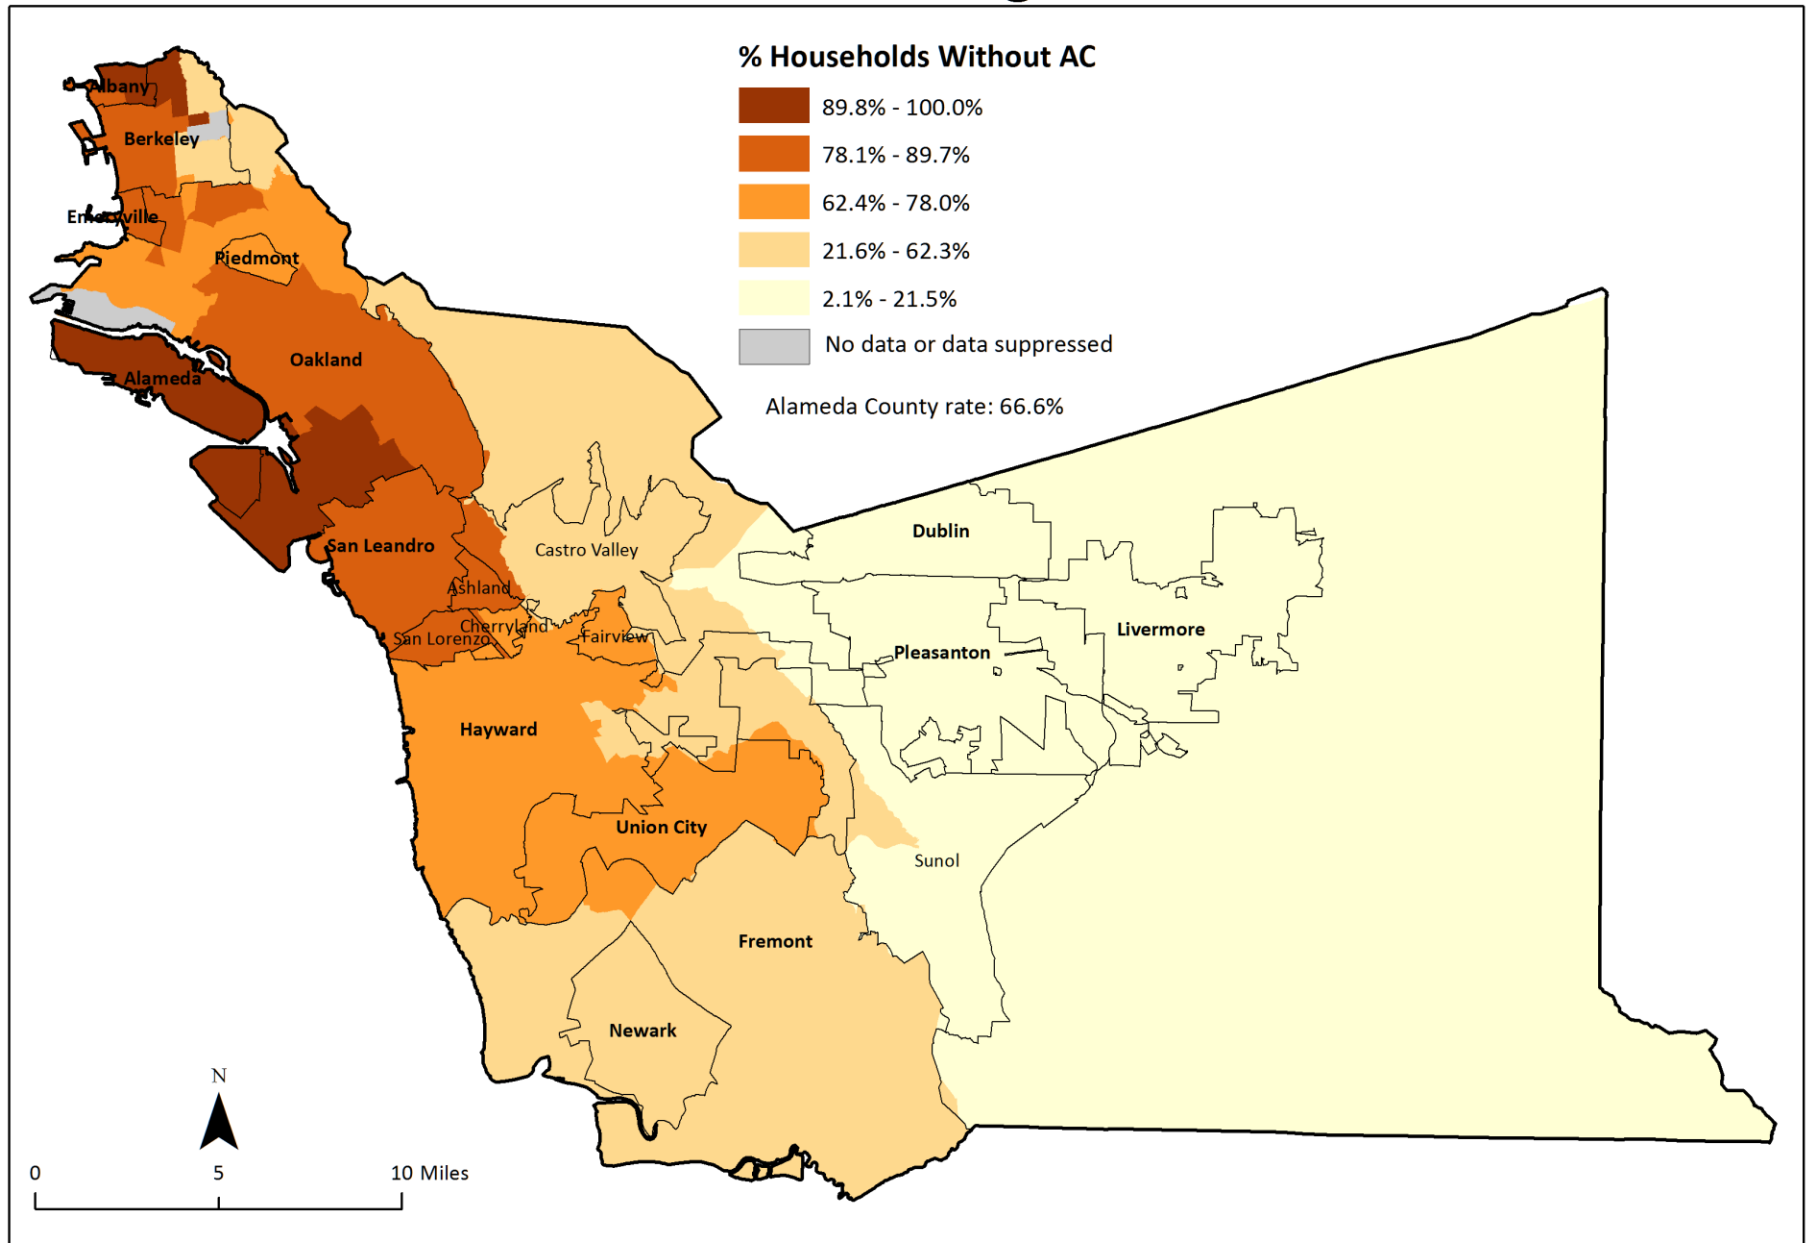 % Households Without AC
89.8% - 100.0%
78.1% - 89.7%
62.4% - 78.0%
21.6% - 62.3%
2.1% - 21.5%
No data or data suppressed
Alameda County rate: 66.6%
Albany
Berkeley
Emeryville
Piedmont
Oakland
Alameda
San Leandro
Castro Valley
Dublin
Ashland
Cherryland
San Lorenzo
Fairview
Livermore
Pleasanton
Hayward
Union City
Sunol
Fremont
Newark
N
0 5 10 Miles